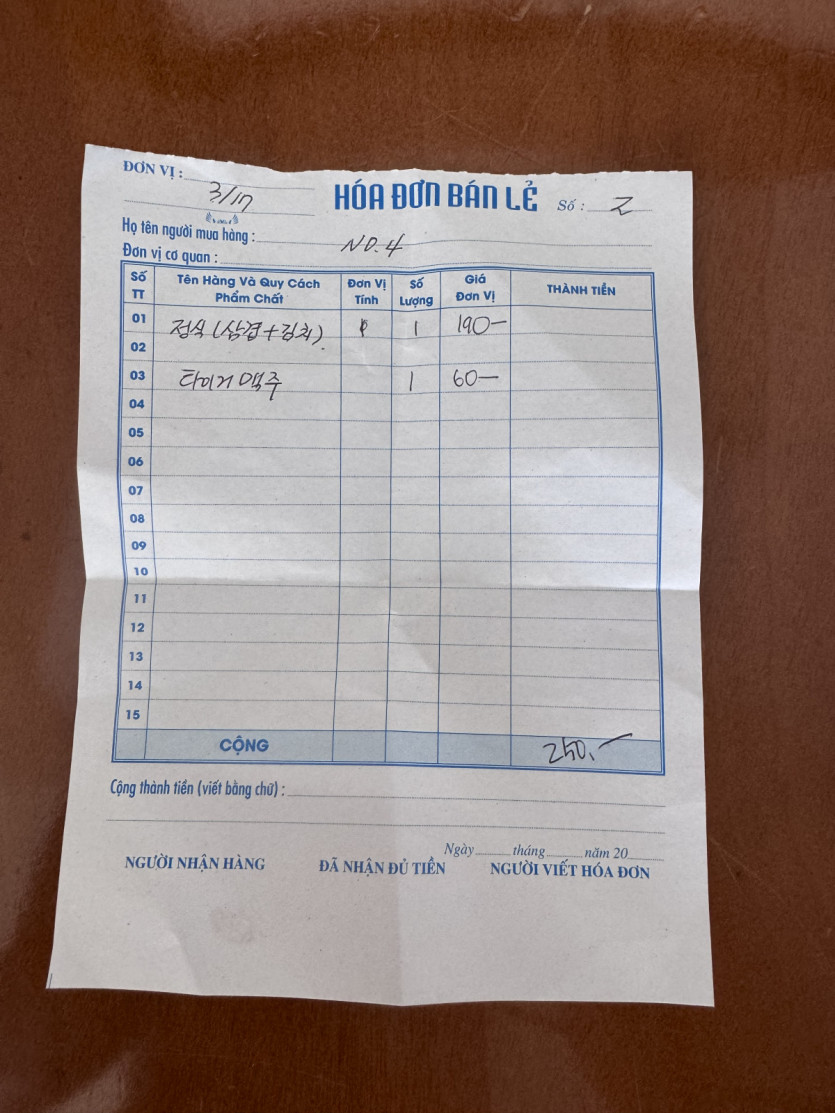 ĐƠN VỊ :
3/17
HÓA ĐƠN BÁN LẺ
Số : 2
Họ tên người mua hàng : NO.4
Đơn vị cơ quan :
Số TT Tên Hàng Và Quy Cách Phẩm Chất Đơn Vị Tính Số Lượng Giá Đơn Vị THÀNH TIỀN
01 정식(삼겹+김치) 1 190-
02
03 타이거 맥주 1 60-
04
05
06
07
08
09
10
11
12
13
14
15
CỘNG 250.-
Cộng thành tiền (viết bằng chữ) :
Ngày tháng năm 20
NGƯỜI NHẬN HÀNG ĐÃ NHẬN ĐỦ TIỀN NGƯỜI VIẾT HÓA ĐƠN